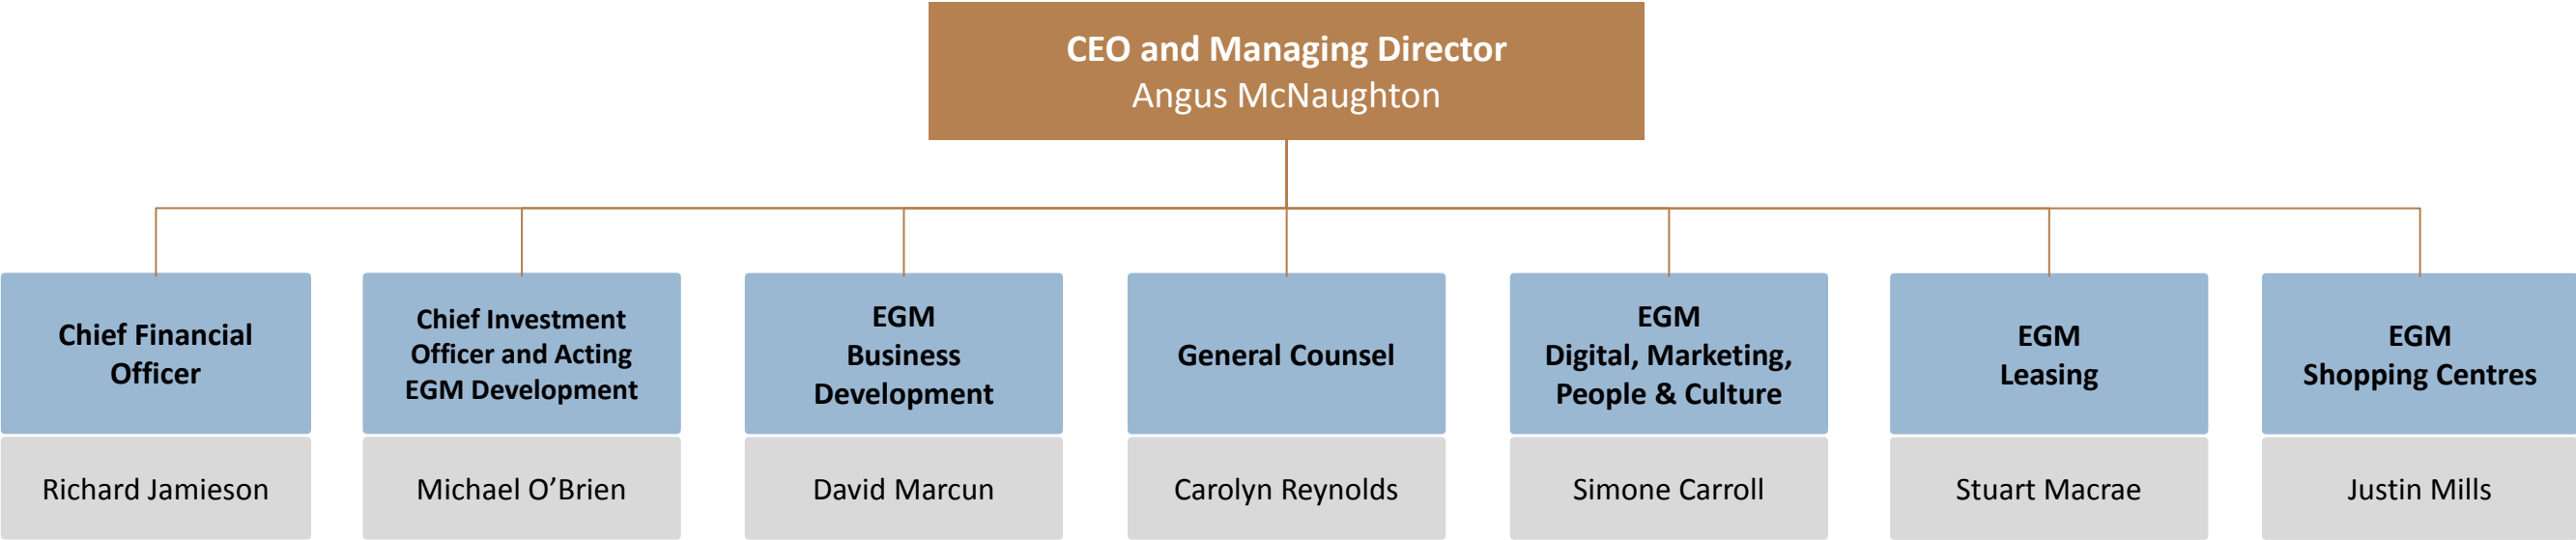 CEO and Managing Director
Angus McNaughton
Chief Financial
Officer
Richard Jamieson
Chief Investment
Officer and Acting
EGM Development
Michael O’Brien
EGM
Business
Development
David Marcun
General Counsel
Carolyn Reynolds
EGM
Digital, Marketing,
People & Culture
Simone Carroll
EGM
Leasing
Stuart Macrae
EGM
Shopping Centres
Justin Mills